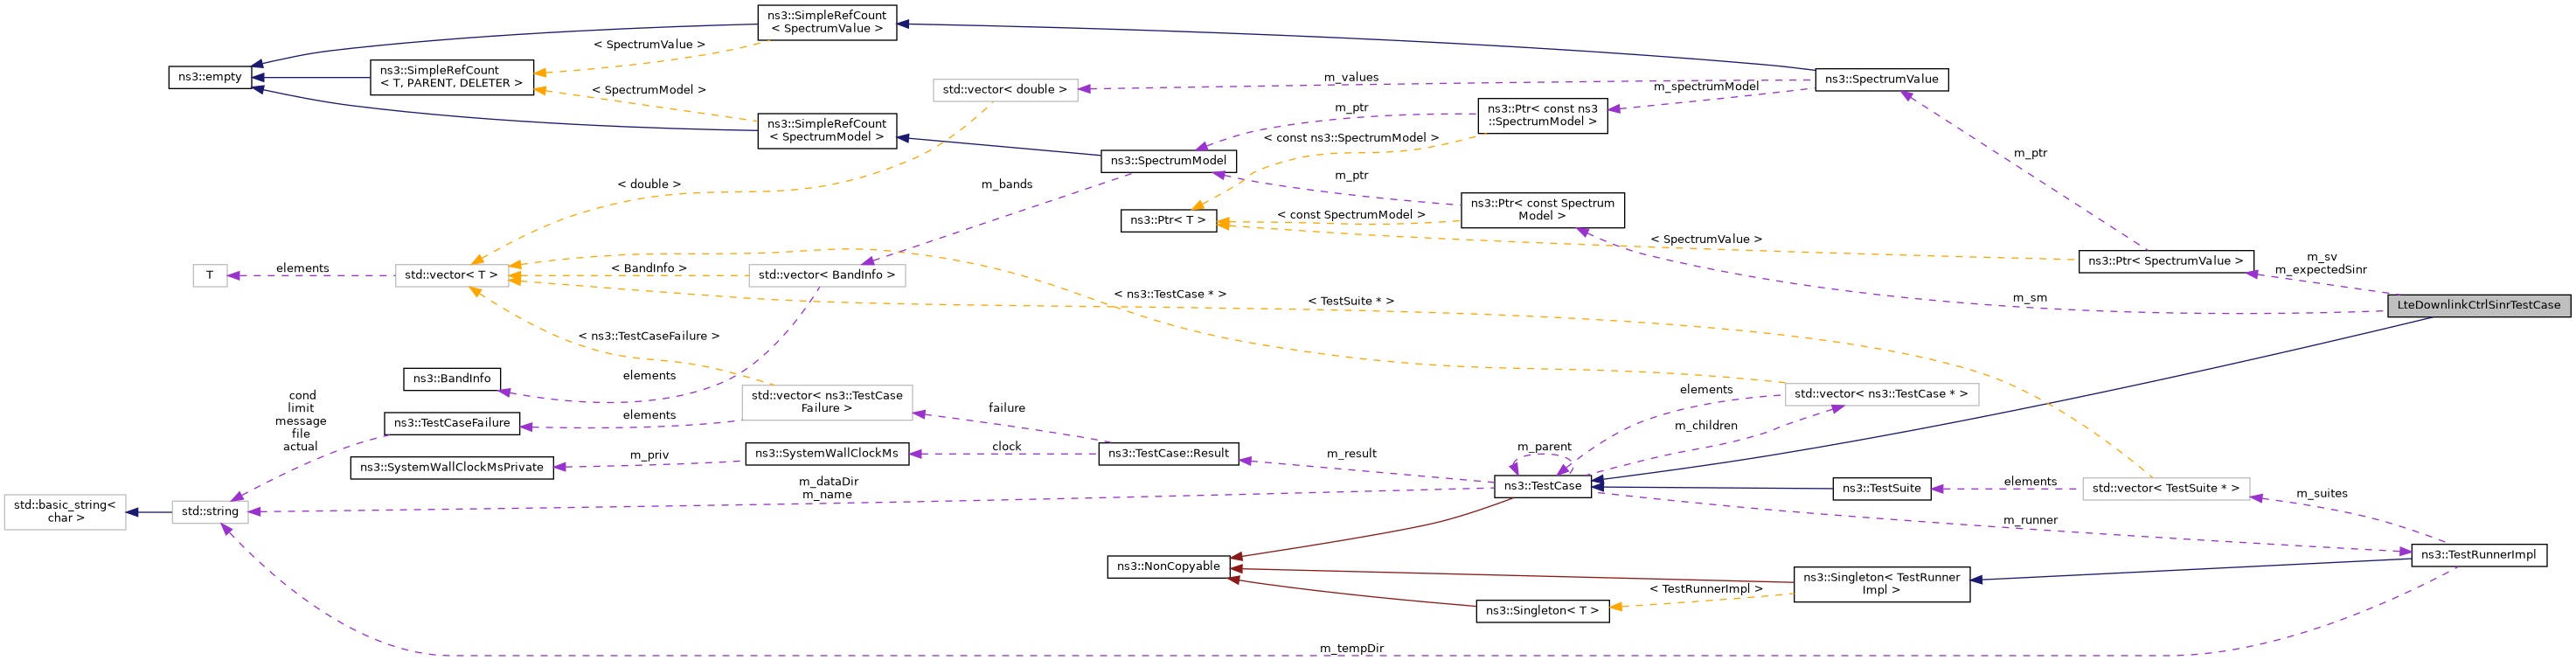 ns3::SimpleRefCount
< SpectrumValue >
< SpectrumValue >
ns3::empty
ns3::SimpleRefCount
< T, PARENT, DELETER >
< SpectrumModel >
ns3::SimpleRefCount
< SpectrumModel >
std::vector< double >
m_values
ns3::SpectrumValue
m_spectrumModel
m_ptr
ns3::Ptr< const ns3
::SpectrumModel >
< const ns3::SpectrumModel >
ns3::SpectrumModel
m_ptr
m_ptr
< double >
m_bands
ns3::Ptr< T >
< const SpectrumModel >
ns3::Ptr< const Spectrum
Model >
< SpectrumValue >
ns3::Ptr< SpectrumValue >
m_sv
m_expectedSinr
T
elements
std::vector< T >
< BandInfo >
std::vector< BandInfo >
< ns3::TestCase * >
< TestSuite * >
m_sm
LteDownlinkCtrlSinrTestCase
< ns3::TestCaseFailure >
ns3::BandInfo
elements
std::vector< ns3::TestCase
Failure >
elements
std::vector< ns3::TestCase * >
cond
limit
message
file
actual
ns3::TestCaseFailure
elements
failure
m_children
m_parent
ns3::SystemWallClockMsPrivate
m_priv
ns3::SystemWallClockMs
clock
ns3::TestCase::Result
m_result
m_dataDir
m_name
ns3::TestCase
ns3::TestSuite
elements
std::vector< TestSuite * >
m_suites
std::basic_string<
char >
std::string
m_runner
ns3::TestRunnerImpl
ns3::NonCopyable
ns3::Singleton< TestRunner
Impl >
< TestRunnerImpl >
ns3::Singleton< T >
m_tempDir